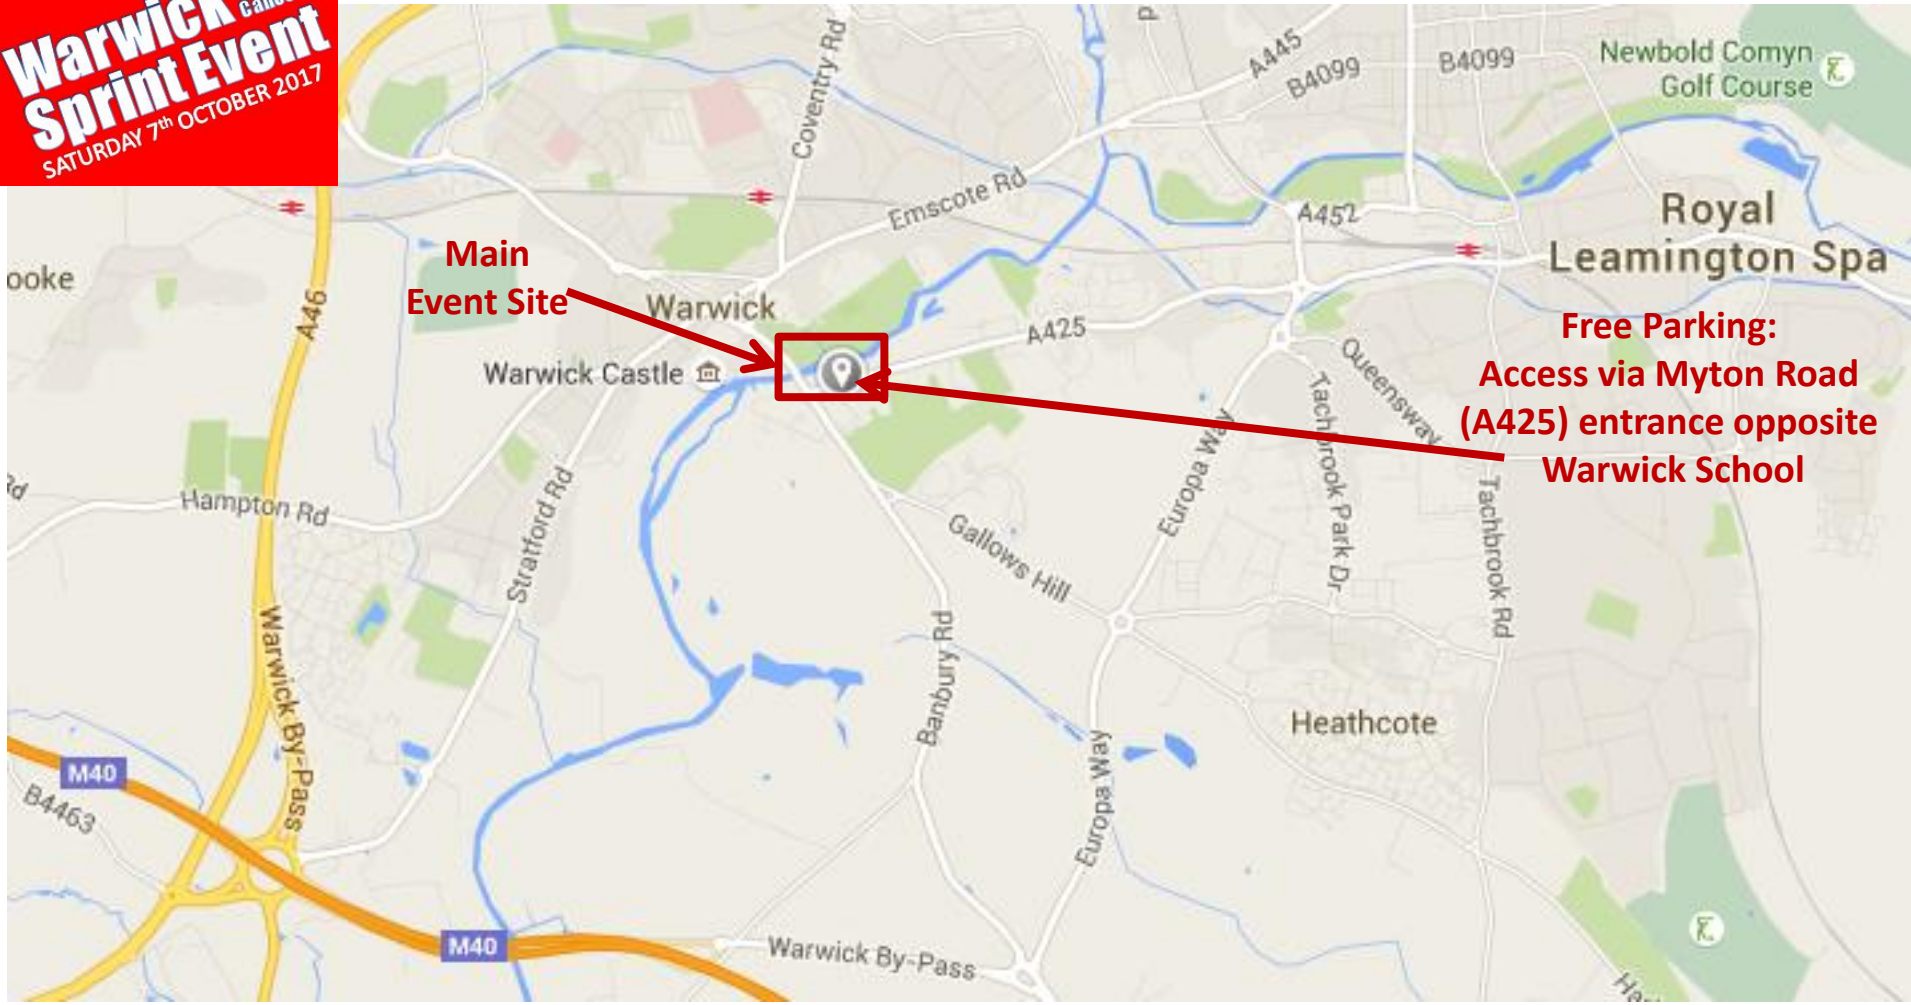 Warwick
Sprint Event
SATURDAY 7th OCTOBER 2017
Coventry Rd
A445
B4099
B4099
Newbold Comyn
Golf Course
Emscote Rd
A452
Royal
Leamington Spa
ooke
A46
Main
Event Site
Warwick
A425
Warwick Castle
Free Parking:
Access via Myton Road
(A425) entrance opposite
Warwick School
Queensway
Tachbrook Park Dr
Europa Way
Tachbrook Rd
Rd
Hampton Rd
Stratford Rd
Gallows Hill
Banbury Rd
Warwick By-Pass
Heathcote
M40
B4463
Europa Way
M40
Warwick By-Pass